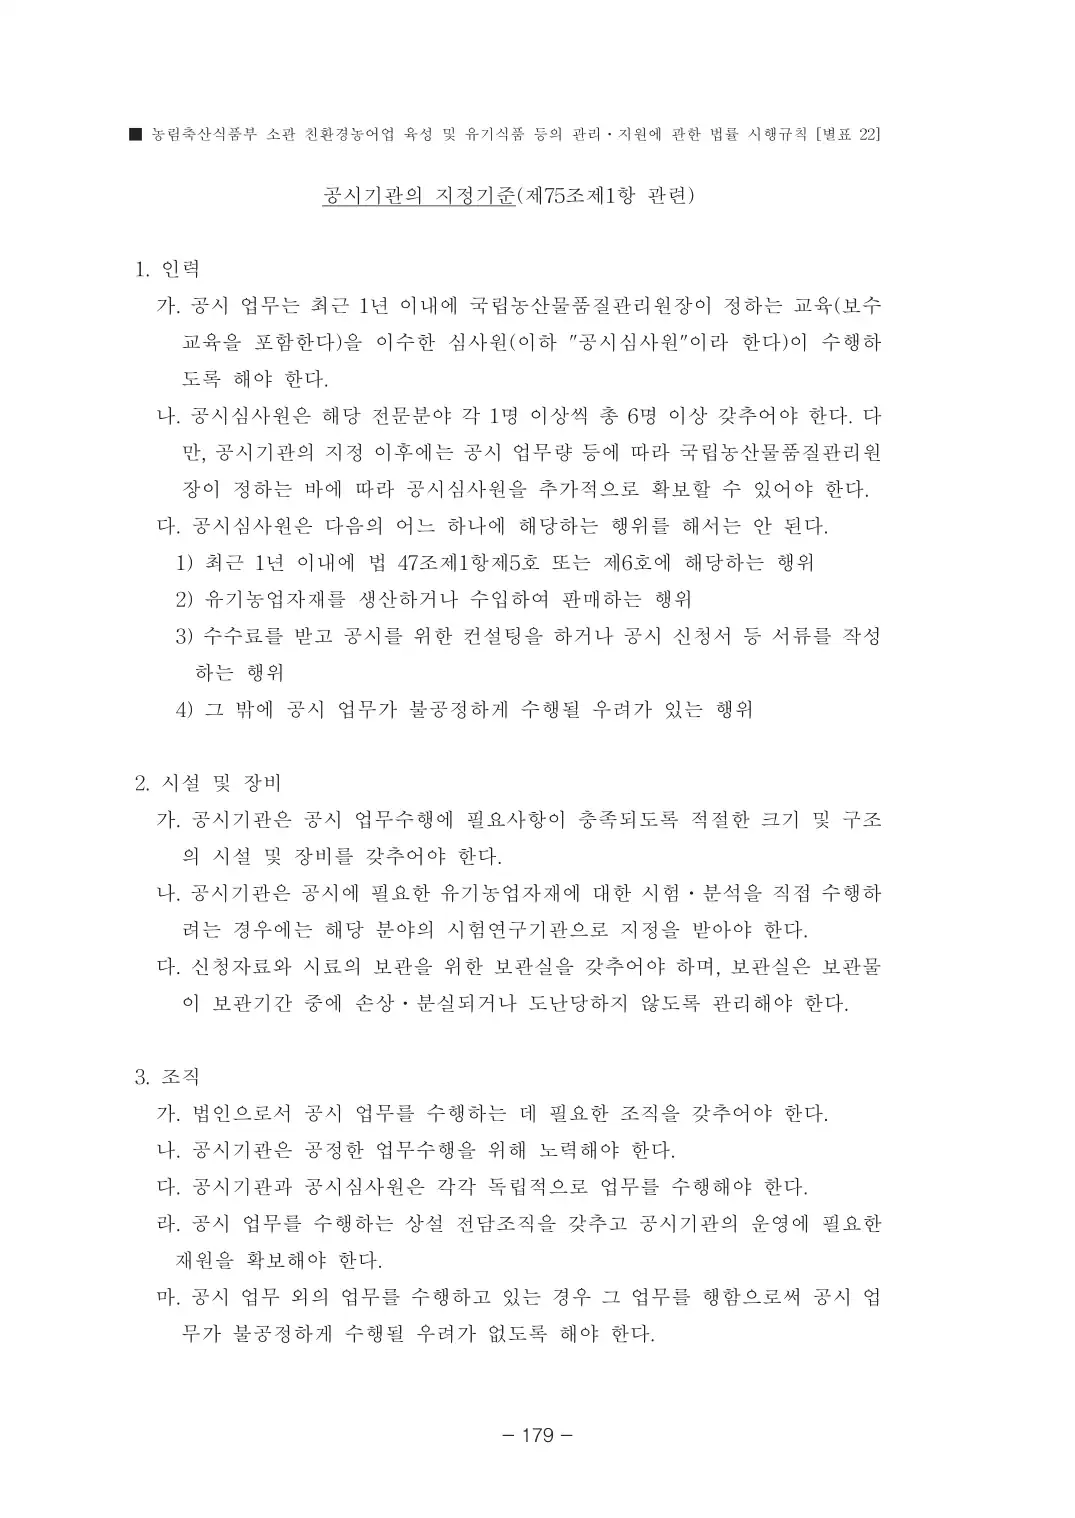 ■ 농림축산식품부 소관 친환경농어업 육성 및 유기식품 등의 관리·지원에 관한 법률 시행규칙 [별표 22]
공시기관의 지정기준(제75조제1항 관련)
1. 인력
가. 공시 업무는 최근 1년 이내에 국립농산물품질관리원장이 정하는 교육(보수
교육을 포함한다)을 이수한 심사원(이하 "공시심사원"이라 한다)이 수행하
도록 해야 한다.
나. 공시심사원은 해당 전문분야 각 1명 이상씩 총 6명 이상 갖추어야 한다. 다
만, 공시기관의 지정 이후에는 공시 업무량 등에 따라 국립농산물품질관리원
장이 정하는 바에 따라 공시심사원을 추가적으로 확보할 수 있어야 한다.
다. 공시심사원은 다음의 어느 하나에 해당하는 행위를 해서는 안 된다.
1) 최근 1년 이내에 법 47조제1항제5호 또는 제6호에 해당하는 행위
2) 유기농업자재를 생산하거나 수입하여 판매하는 행위
3) 수수료를 받고 공시를 위한 컨설팅을 하거나 공시 신청서 등 서류를 작성
하는 행위
4) 그 밖에 공시 업무가 불공정하게 수행될 우려가 있는 행위
2. 시설 및 장비
가. 공시기관은 공시 업무수행에 필요사항이 충족되도록 적절한 크기 및 구조
의 시설 및 장비를 갖추어야 한다.
나. 공시기관은 공시에 필요한 유기농업자재에 대한 시험·분석을 직접 수행하
려는 경우에는 해당 분야의 시험연구기관으로 지정을 받아야 한다.
다. 신청자료와 시료의 보관을 위한 보관실을 갖추어야 하며, 보관실은 보관물
이 보관기간 중에 손상·분실되거나 도난당하지 않도록 관리해야 한다.
3. 조직
가. 법인으로서 공시 업무를 수행하는 데 필요한 조직을 갖추어야 한다.
나. 공시기관은 공정한 업무수행을 위해 노력해야 한다.
다. 공시기관과 공시심사원은 각각 독립적으로 업무를 수행해야 한다.
라. 공시 업무를 수행하는 상설 전담조직을 갖추고 공시기관의 운영에 필요한
재원을 확보해야 한다.
마. 공시 업무 외의 업무를 수행하고 있는 경우 그 업무를 행함으로써 공시 업
무가 불공정하게 수행될 우려가 없도록 해야 한다.
- 179 -